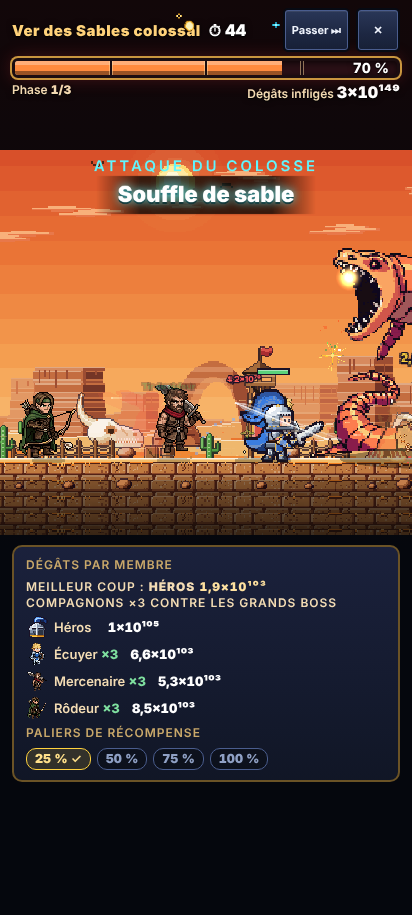 Ver des Sables colossal ⏱ 44 Passer ⏭ ×
70 %
Phase 1/3 Dégâts infligés 3×10¹⁴⁹
ATTAQUE DU COLOSSE
Souffle de sable
DÉGÂTS PAR MEMBRE
MEILLEUR COUP : HÉROS 1,9×10¹⁰³
COMPAGNONS ×3 CONTRE LES GRANDS BOSS
Héros 1×10¹⁰⁵
Écuyer ×3 6,6×10¹⁰³
Mercenaire ×3 5,3×10¹⁰³
Rôdeur ×3 8,5×10¹⁰³
PALIERS DE RÉCOMPENSE
25 % ✓ 50 % 75 % 100 %